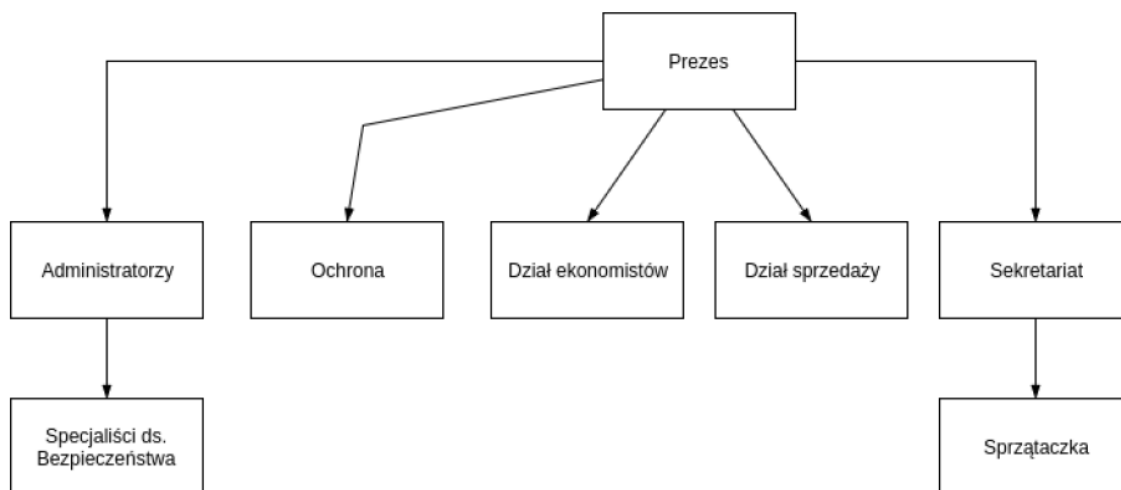 Prezes
Administratorzy
Ochrona
Dział ekonomistów
Dział sprzedaży
Sekretariat
Specjaliści ds.
Bezpieczeństwa
Sprzątaczka